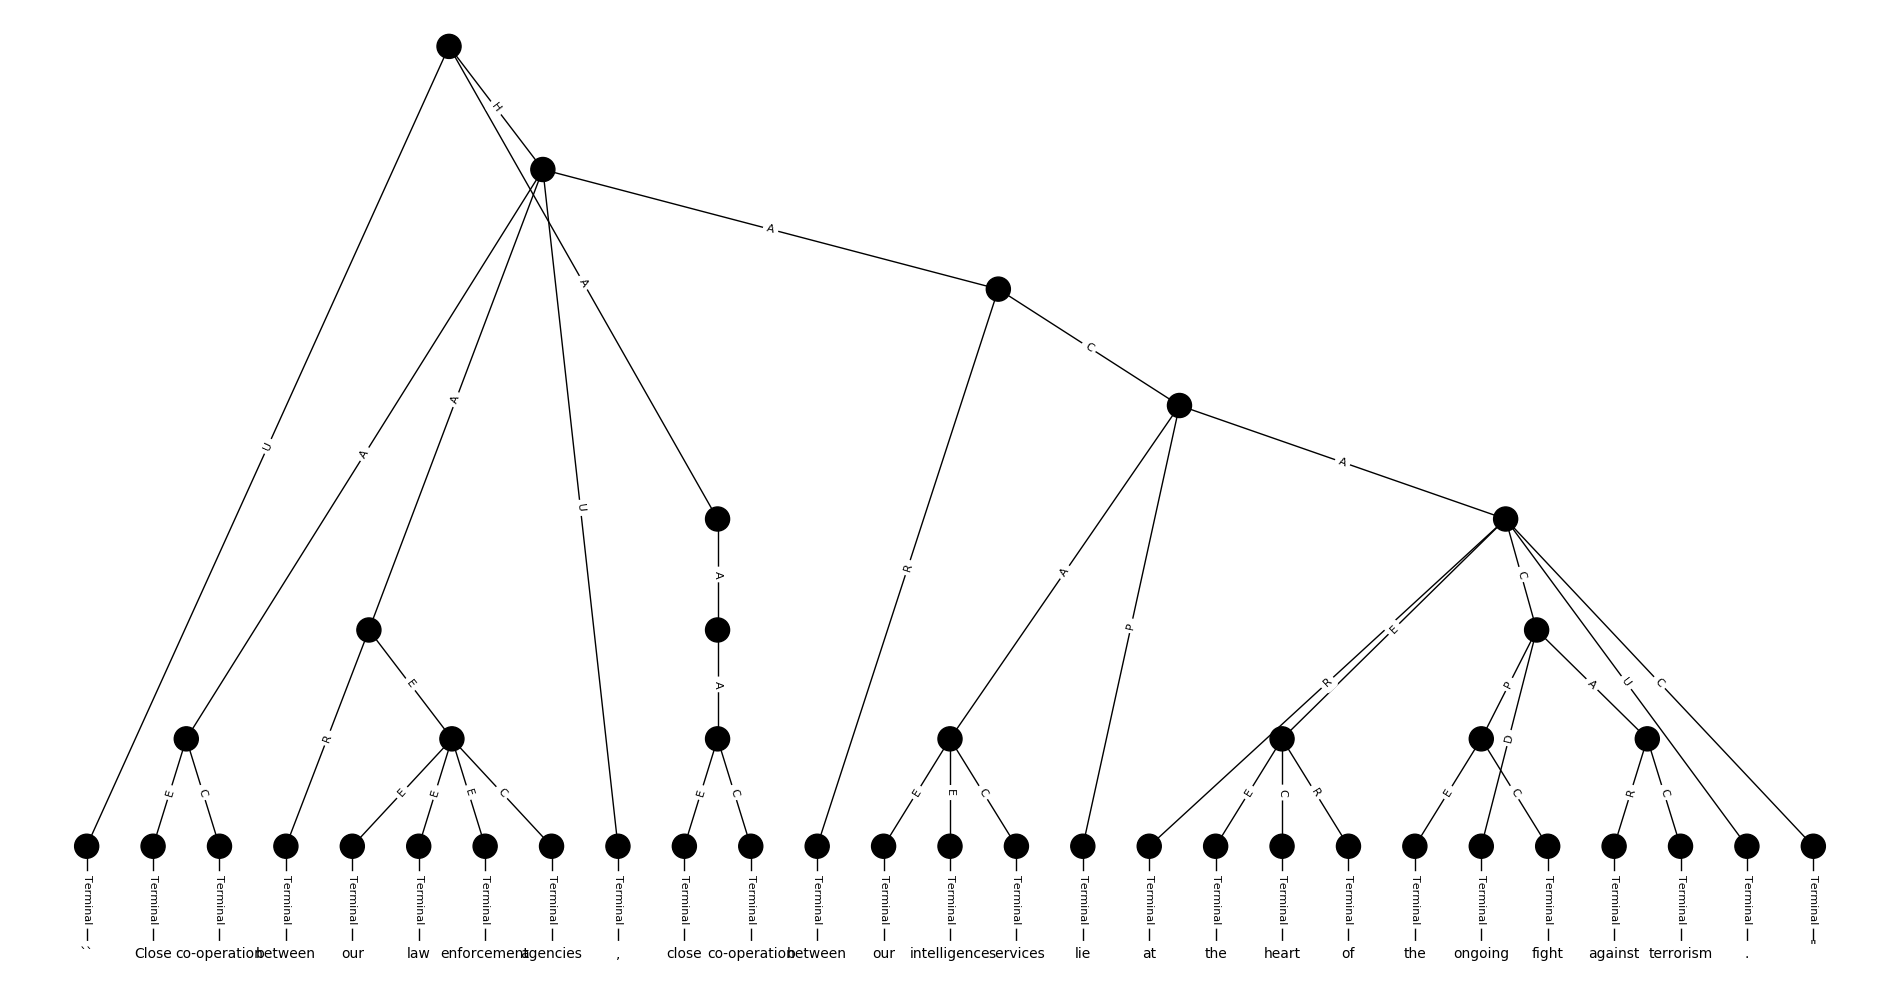 H
A
A
U
C
A
A
A
U
A
C
R
A
P
R
E
E
A
P
A
U
C
R
D
E
C
E
E
E
C
E
C
E
E
C
E
C
R
E
C
R
C
Terminal Terminal Terminal Terminal Terminal Terminal Terminal Terminal Terminal Terminal Terminal Terminal Terminal Terminal Terminal Terminal Terminal Terminal Terminal Terminal Terminal Terminal Terminal Terminal Terminal Terminal Terminal
`` Close co-operation between our law enforcement agencies , close co-operation between our intelligence services lie at the heart of the ongoing fight against terrorism . "